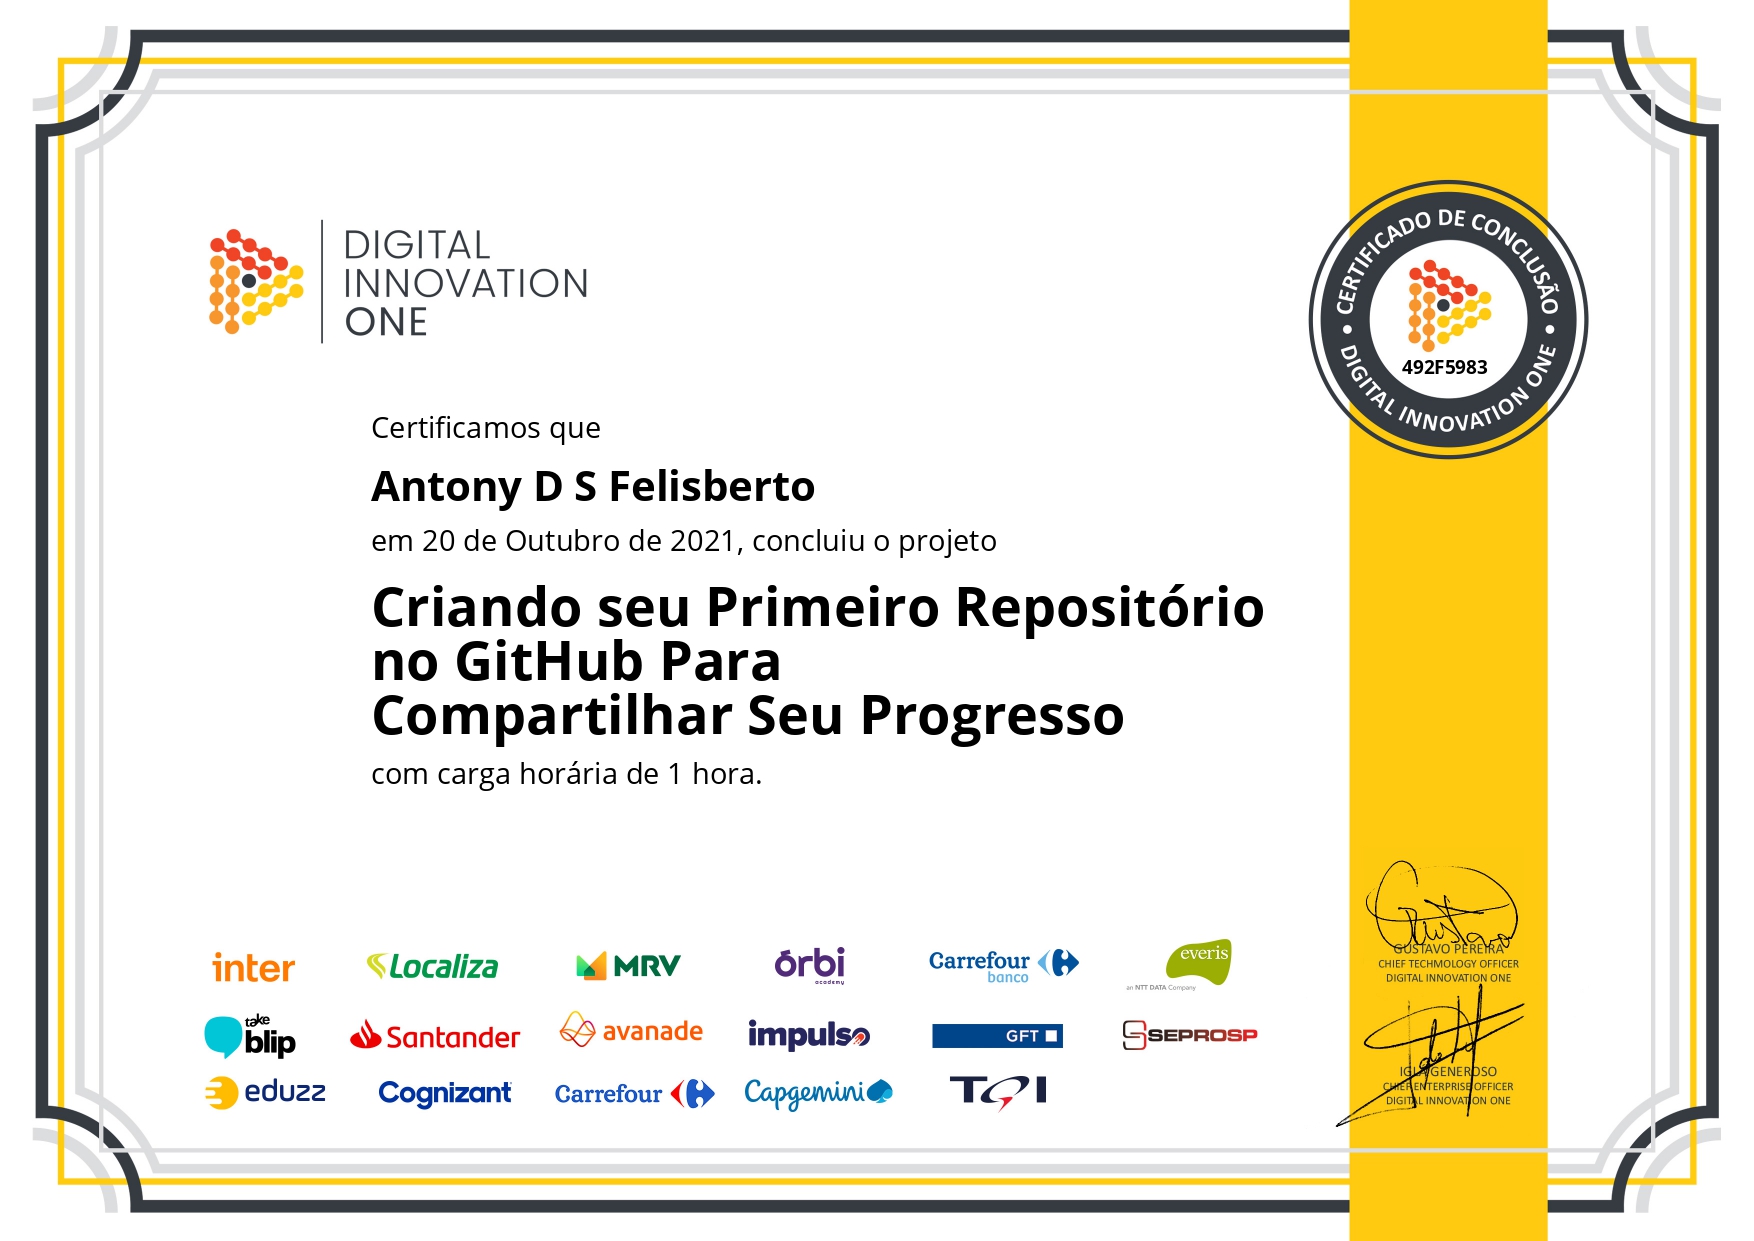 DIGITAL
INNOVATION
ONE
CERTIFICADO DE CONCLUSÃO
492F5983
• DIGITAL INNOVATION ONE •
Certificamos que
Antony D S Felisberto
em 20 de Outubro de 2021, concluiu o projeto
Criando seu Primeiro Repositório
no GitHub Para
Compartilhar Seu Progresso
com carga horária de 1 hora.
inter
Localiza
MRV
órbi
academy
Carrefour
banco
everis
an NTT DATA Company
take
blip
Santander
avanade
impulso
GFT
SEPROSP
eduzz
Cognizant
Carrefour
Capgemini
TQI
Gustavo
GUSTAVO PEREIRA
CHIEF TECHMOLOGY OFFICER
DIGITAL INNOVATION ONE
IGLA GENEROSO
CHIEF ENTERPRISE OFFICER
DIGITAL INNOVATION ONE